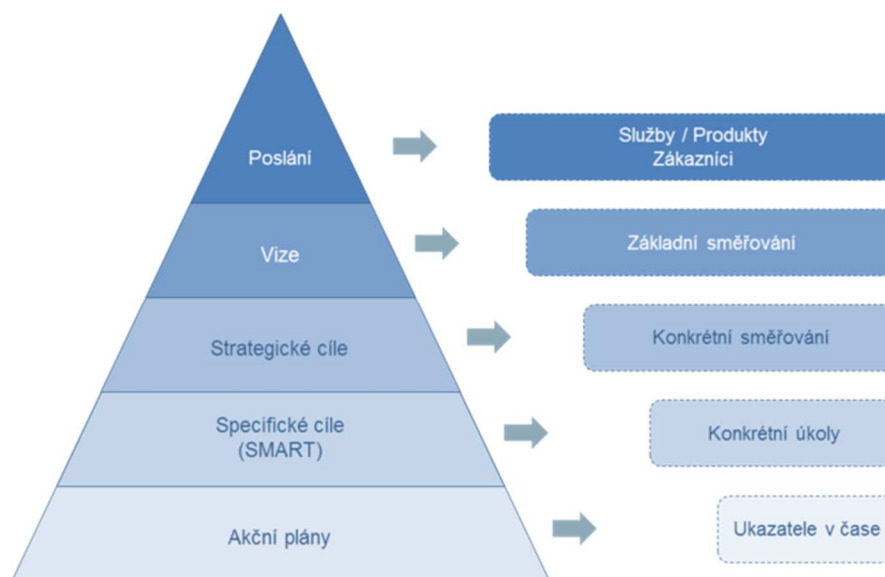 Poslání
Služby / Produkty
Zákazníci
Vize
Základní směřování
Strategické cíle
Konkrétní směřování
Specifické cíle
(SMART)
Konkrétní úkoly
Akční plány
Ukazatele v čase